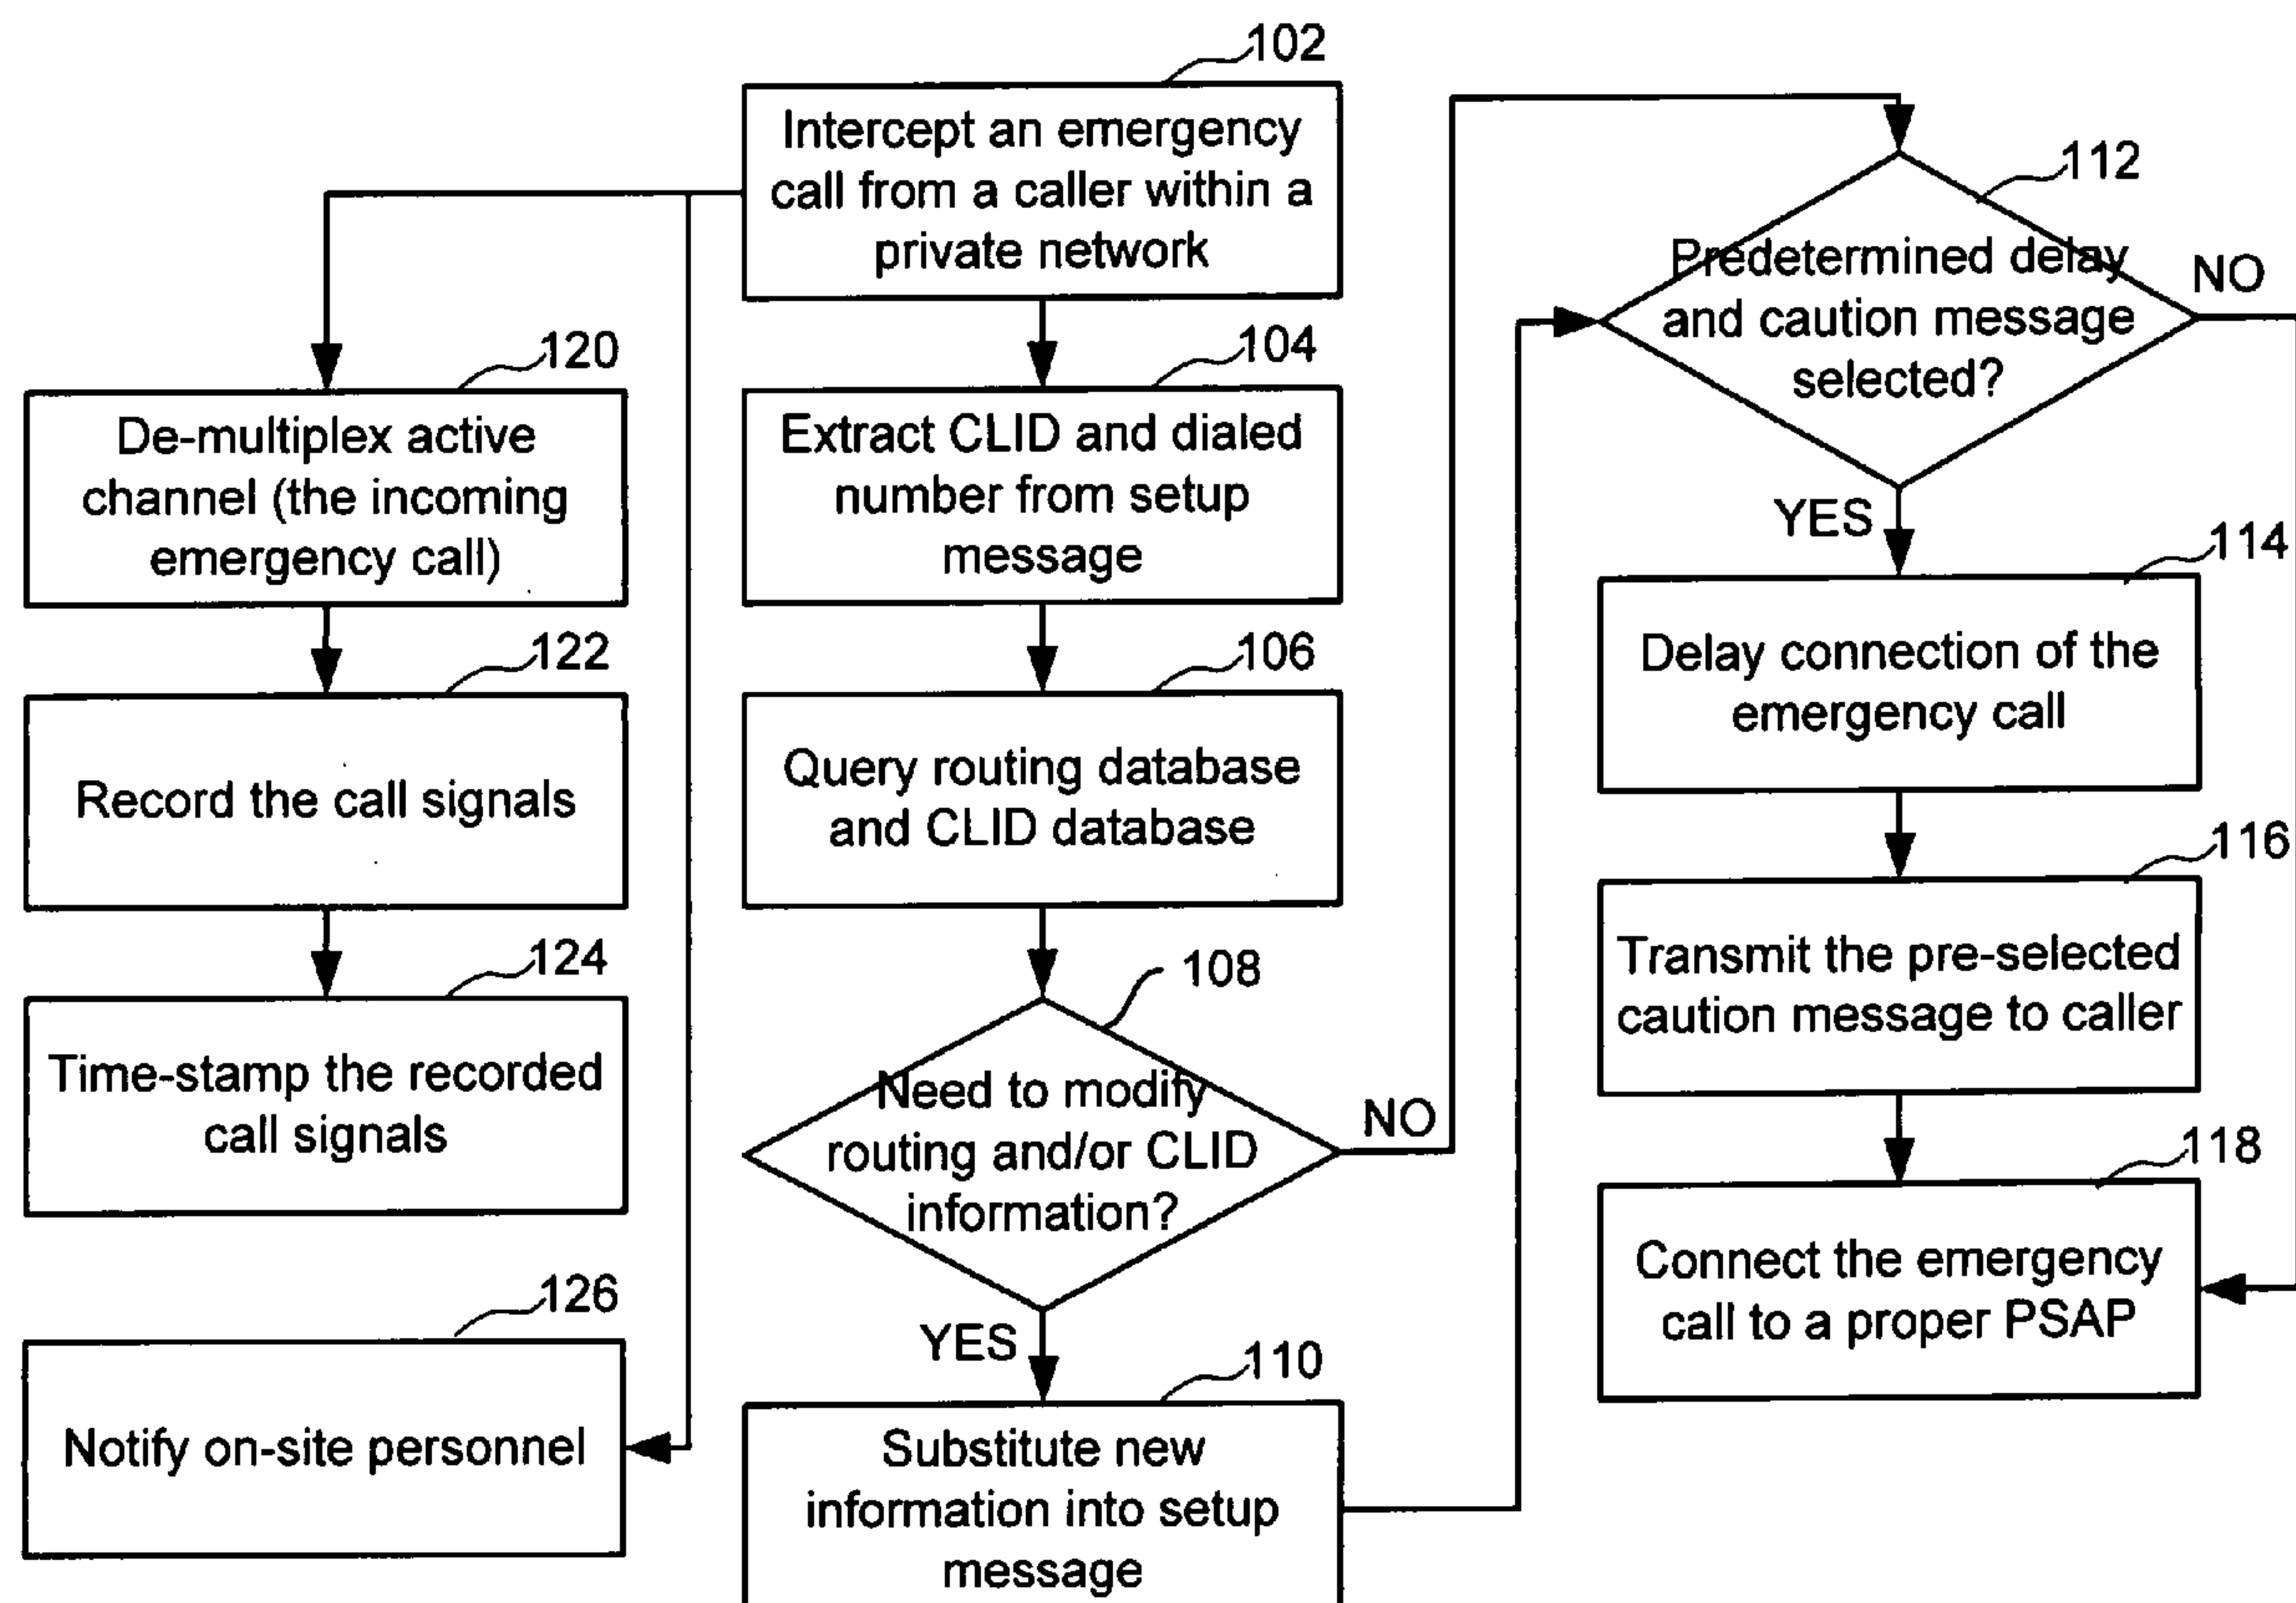 102
Intercept an emergency
call from a caller within a
private network
120
De-multiplex active
channel (the incoming
emergency call)
122
Record the call signals
124
Time-stamp the recorded
call signals
126
Notify on-site personnel
104
Extract CLID and dialed
number from setup
message
106
Query routing database
and CLID database
108
Need to modify
routing and/or CLID
information?
NO
YES
110
Substitute new
information into setup
message
112
Predetermined delay
and caution message
selected?
NO
YES
114
Delay connection of the
emergency call
116
Transmit the pre-selected
caution message to caller
118
Connect the emergency
call to a proper PSAP